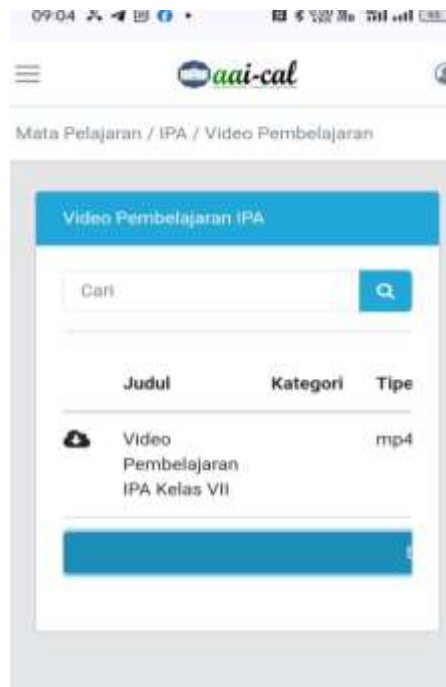 09:04
aai-cal
Mata Pelajaran / IPA / Video Pembelajaran
Video Pembelajaran IPA
Cari
Judul Kategori Tipe
Video mp4
Pembelajaran
IPA Kelas VII